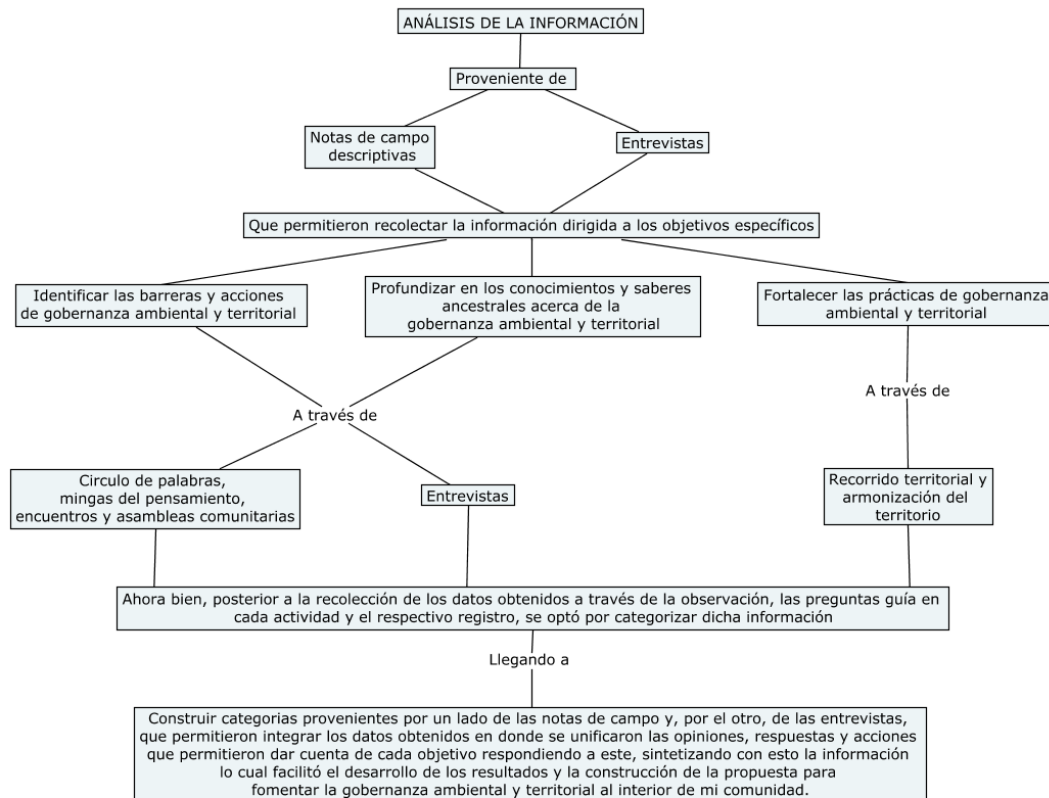 ANÁLISIS DE LA INFORMACIÓN
Proveniente de
Notas de campo
descriptivas
Entrevistas
Que permitieron recolectar la información dirigida a los objetivos específicos
Identificar las barreras y acciones
de gobernanza ambiental y territorial
Profundizar en los conocimientos y saberes
ancestrales acerca de la
gobernanza ambiental y territorial
Fortalecer las prácticas de gobernanza
ambiental y territorial
A través de
A través de
Circulo de palabras,
mingas del pensamiento,
encuentros y asambleas comunitarias
Entrevistas
Recorrido territorial y
armonización del
territorio
Ahora bien, posterior a la recolección de los datos obtenidos a través de la observación, las preguntas guía en
cada actividad y el respectivo registro, se optó por categorizar dicha información
Llegando a
Construir categorias provenientes por un lado de las notas de campo y, por el otro, de las entrevistas,
que permitieron integrar los datos obtenidos en donde se unificaron las opiniones, respuestas y acciones
que permitieron dar cuenta de cada objetivo respondiendo a este, sintetizando con esto la información
lo cual facilitó el desarrollo de los resultados y la construcción de la propuesta para
fomentar la gobernanza ambiental y territorial al interior de mi comunidad.